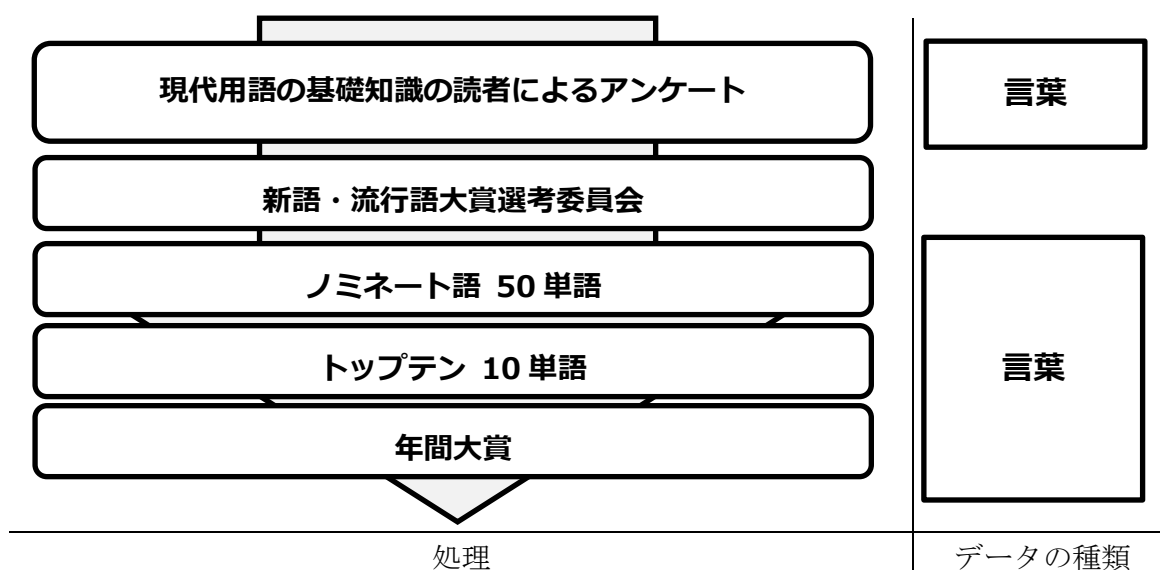 現代用語の基礎知識の読者によるアンケート
言葉
新語・流行語大賞選考委員会
ノミネート語 50 単語
トップテン 10 単語
言葉
年間大賞
処理
データの種類